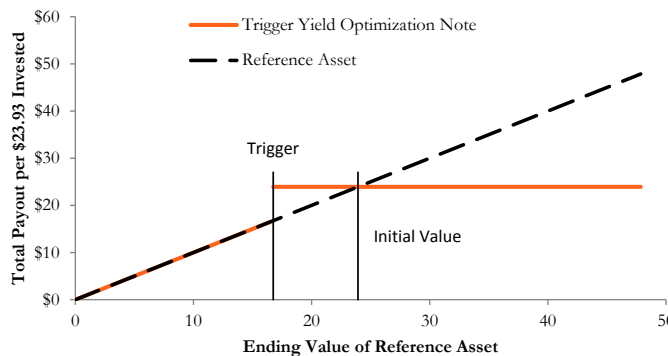 Trigger Yield Optimization Note
Reference Asset
Total Payout per $23.93 Invested
$60
$50
$40
$30
$20
$10
$0
Trigger
Initial Value
0
10
20
30
40
50
Ending Value of Reference Asset